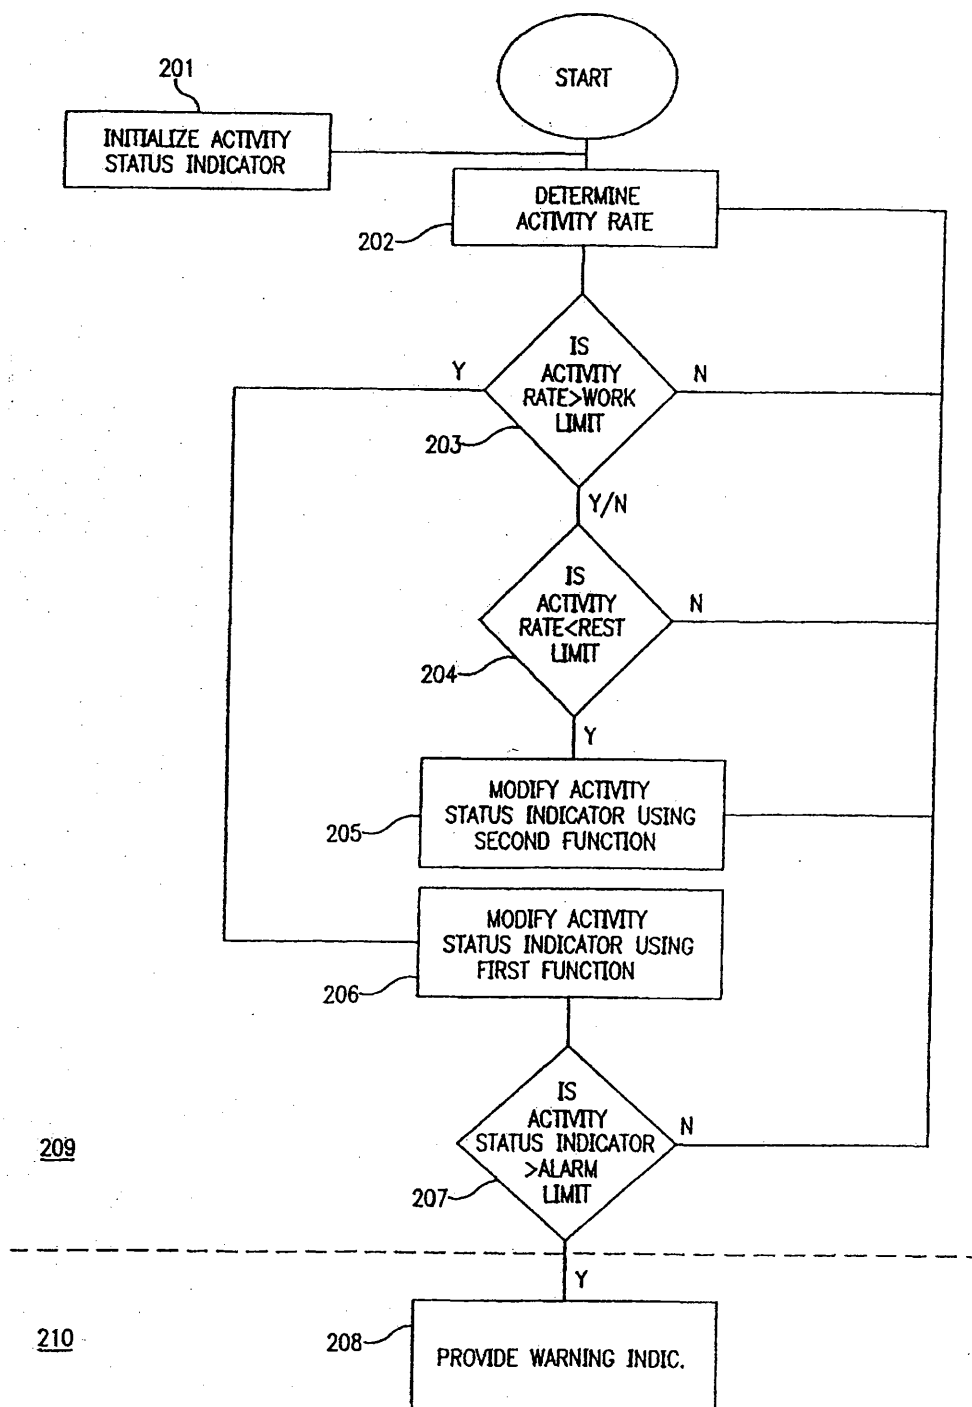 START
201
INITIALIZE ACTIVITY
STATUS INDICATOR
DETERMINE
ACTIVITY RATE
202
IS
ACTIVITY
RATE>WORK
LIMIT
Y
N
203
Y/N
IS
ACTIVITY
RATE<REST
LIMIT
N
204
Y
MODIFY ACTIVITY
STATUS INDICATOR USING
SECOND FUNCTION
205
MODIFY ACTIVITY
STATUS INDICATOR USING
FIRST FUNCTION
206
IS
ACTIVITY
STATUS INDICATOR
>ALARM
LIMIT
N
207
209
Y
210
208
PROVIDE WARNING INDIC.